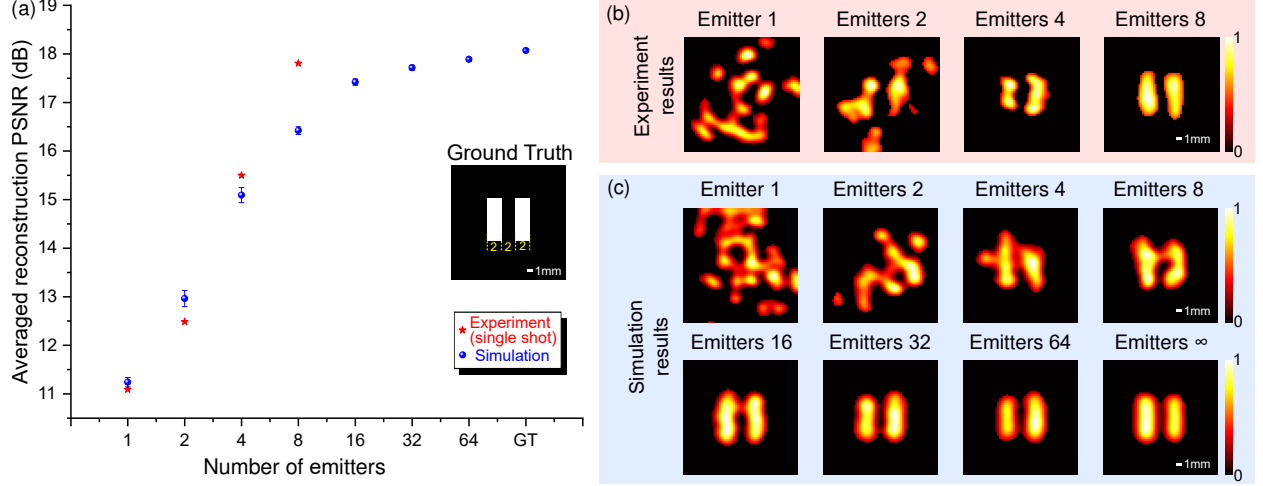 (a)
Averaged reconstruction PSNR (dB)
19
18
17
16
15
14
13
12
11
1 2 4 8 16 32 64 GT
Number of emitters
Ground Truth
2 2 2
1mm
Experiment
(single shot)
Simulation
(b)
Experiment
results
Emitter 1 Emitters 2 Emitters 4 Emitters 8
1mm 1mm
1
0
(c)
Simulation
results
Emitter 1 Emitters 2 Emitters 4 Emitters 8
1mm
1
0
Emitters 16 Emitters 32 Emitters 64 Emitters ∞
1mm
1
0